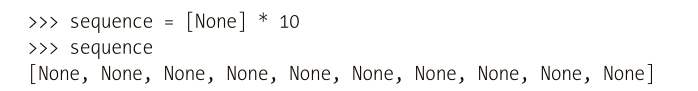 >>> sequence = [None] * 10
>>> sequence
[None, None, None, None, None, None, None, None, None, None]